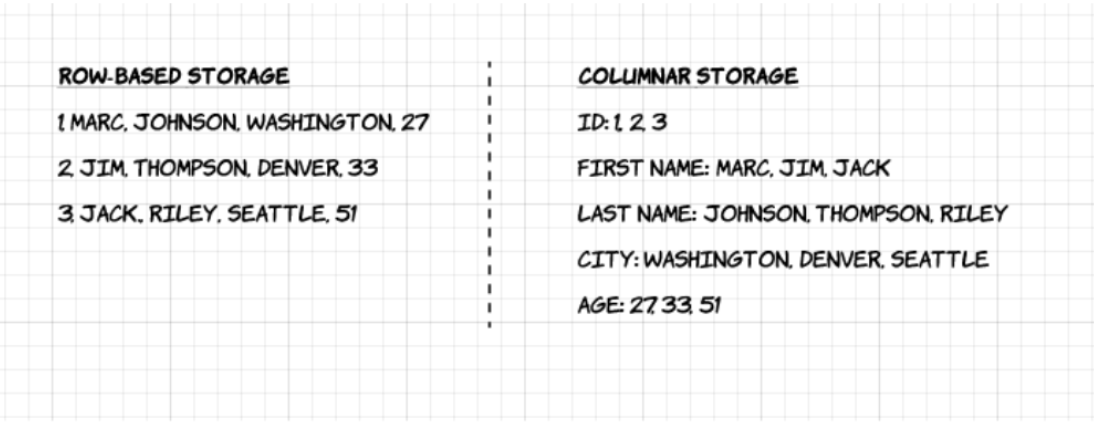 ROW-BASED STORAGE
1, MARC, JOHNSON, WASHINGTON, 27
2, JIM, THOMPSON, DENVER, 33
3, JACK, RILEY, SEATTLE, 51
COLUMNAR STORAGE
ID: 1, 2, 3
FIRST NAME: MARC, JIM, JACK
LAST NAME: JOHNSON, THOMPSON, RILEY
CITY: WASHINGTON, DENVER, SEATTLE
AGE: 27, 33, 51